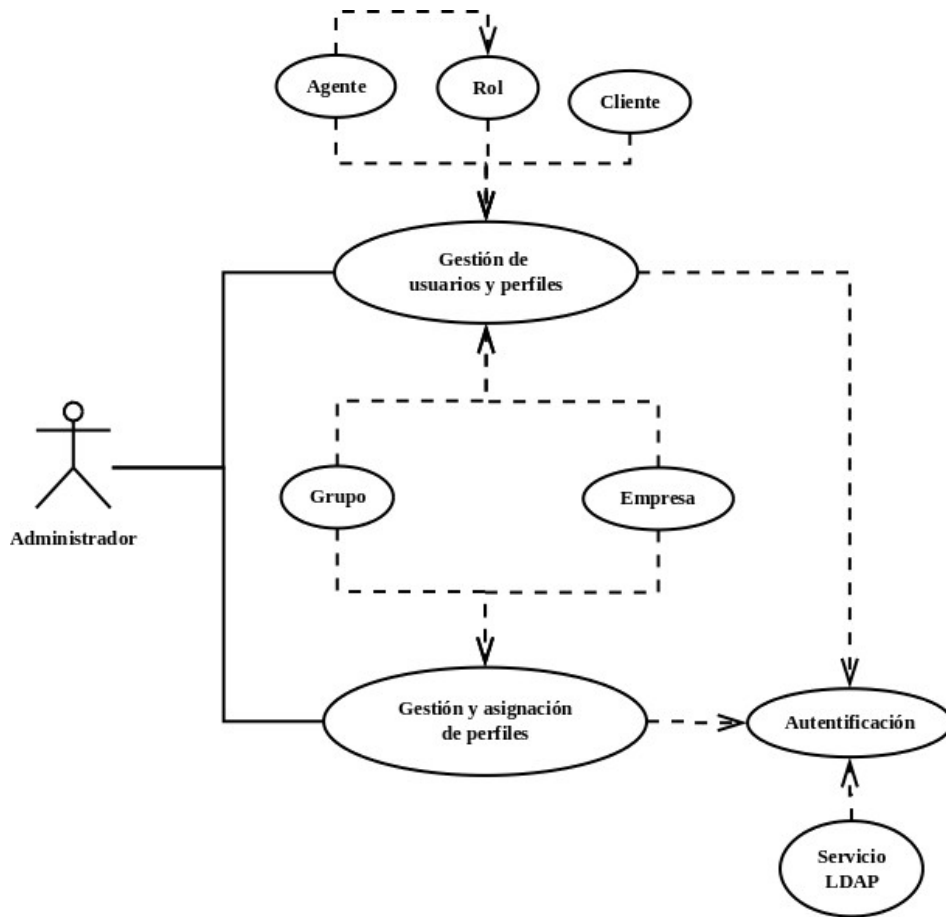 Agente
Rol
Cliente
Gestión de
usuarios y perfiles
Grupo
Empresa
Administrador
Gestión y asignación
de perfiles
Autentificación
Servicio
LDAP